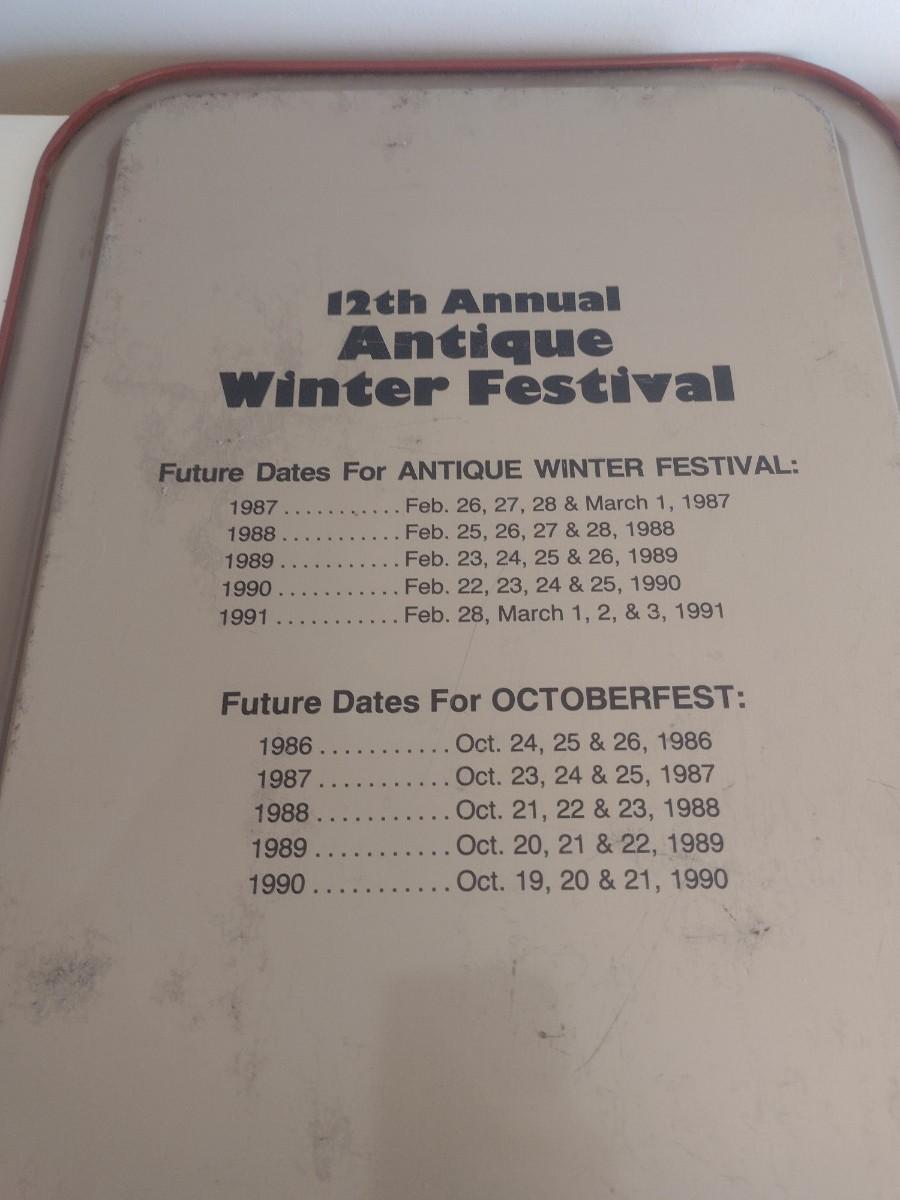 12th Annual
Antique
Winter Festival
Future Dates For ANTIQUE WINTER FESTIVAL:
1987 ........... Feb. 26, 27, 28 & March 1, 1987
1988 ........... Feb. 25, 26, 27 & 28, 1988
1989 ........... Feb. 23, 24, 25 & 26, 1989
1990 ........... Feb. 22, 23, 24 & 25, 1990
1991 ........... Feb. 28, March 1, 2, & 3, 1991
Future Dates For OCTOBERFEST:
1986 ........... Oct. 24, 25 & 26, 1986
1987 ........... Oct. 23, 24 & 25, 1987
1988 ........... Oct. 21, 22 & 23, 1988
1989 ........... Oct. 20, 21 & 22, 1989
1990 ........... Oct. 19, 20 & 21, 1990